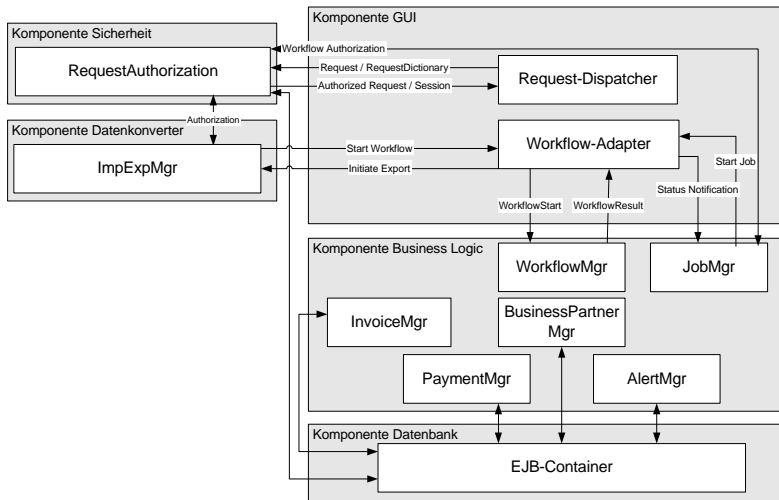 Komponente GUI
Komponente Sicherheit
Workflow Authorization
RequestAuthorization
Request / RequestDictionary
Request-Dispatcher
Authorized Request / Session
Authorization
Komponente Datenkonverter
ImpExpMgr
Start Workflow
Workflow-Adapter
Initiate Export
Start Job
Status Notification
WorkflowStart
WorkflowResult
Komponente Business Logic
WorkflowMgr
JobMgr
InvoiceMgr
BusinessPartner
Mgr
PaymentMgr
AlertMgr
Komponente Datenbank
EJB-Container